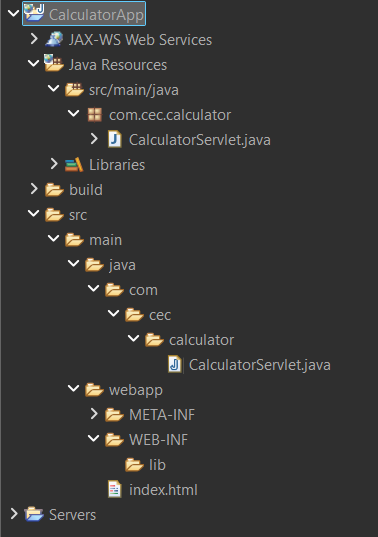 CalculatorApp
JAX-WS Web Services
Java Resources
src/main/java
com.cec.calculator
CalculatorServlet.java
Libraries
build
src
main
java
com
cec
calculator
CalculatorServlet.java
webapp
META-INF
WEB-INF
lib
index.html
Servers